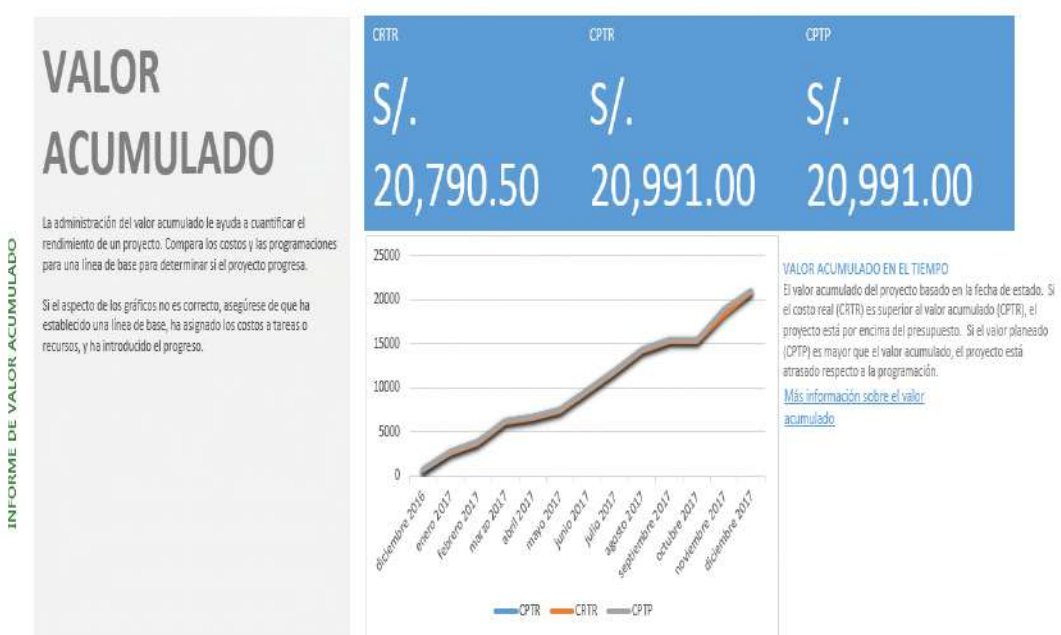 INFORME DE VALOR ACUMULADO
VALOR
ACUMULADO
La administración del valor acumulado le ayuda a cuantificar el
rendimiento de un proyecto. Compara los costos y las programaciones
para una línea de base para determinar si el proyecto progresa.
Si el aspecto de los gráficos no es correcto, asegúrese de que ha
establecido una línea de base, ha asignado los costos a tareas o
recursos, y ha introducido el progreso.
CRTR
S/.
20,790.50
CPTR
S/.
20,991.00
CPTP
S/.
20,991.00
25000
20000
15000
10000
5000
0
diciembre 2016
enero 2017
febrero 2017
marzo 2017
abril 2017
mayo 2017
junio 2017
julio 2017
agosto 2017
septiembre 2017
octubre 2017
noviembre 2017
diciembre 2017
CPTR CRTR CPTP
VALOR ACUMULADO EN EL TIEMPO
El valor acumulado del proyecto basado en la fecha de estado. Si
el costo real (CRTR) es superior al valor acumulado (CPTR), el
proyecto está por encima del presupuesto. Si el valor planeado
(CPTP) es mayor que el valor acumulado, el proyecto está
atrasado respecto a la programación.
Más información sobre el valor
acumulado